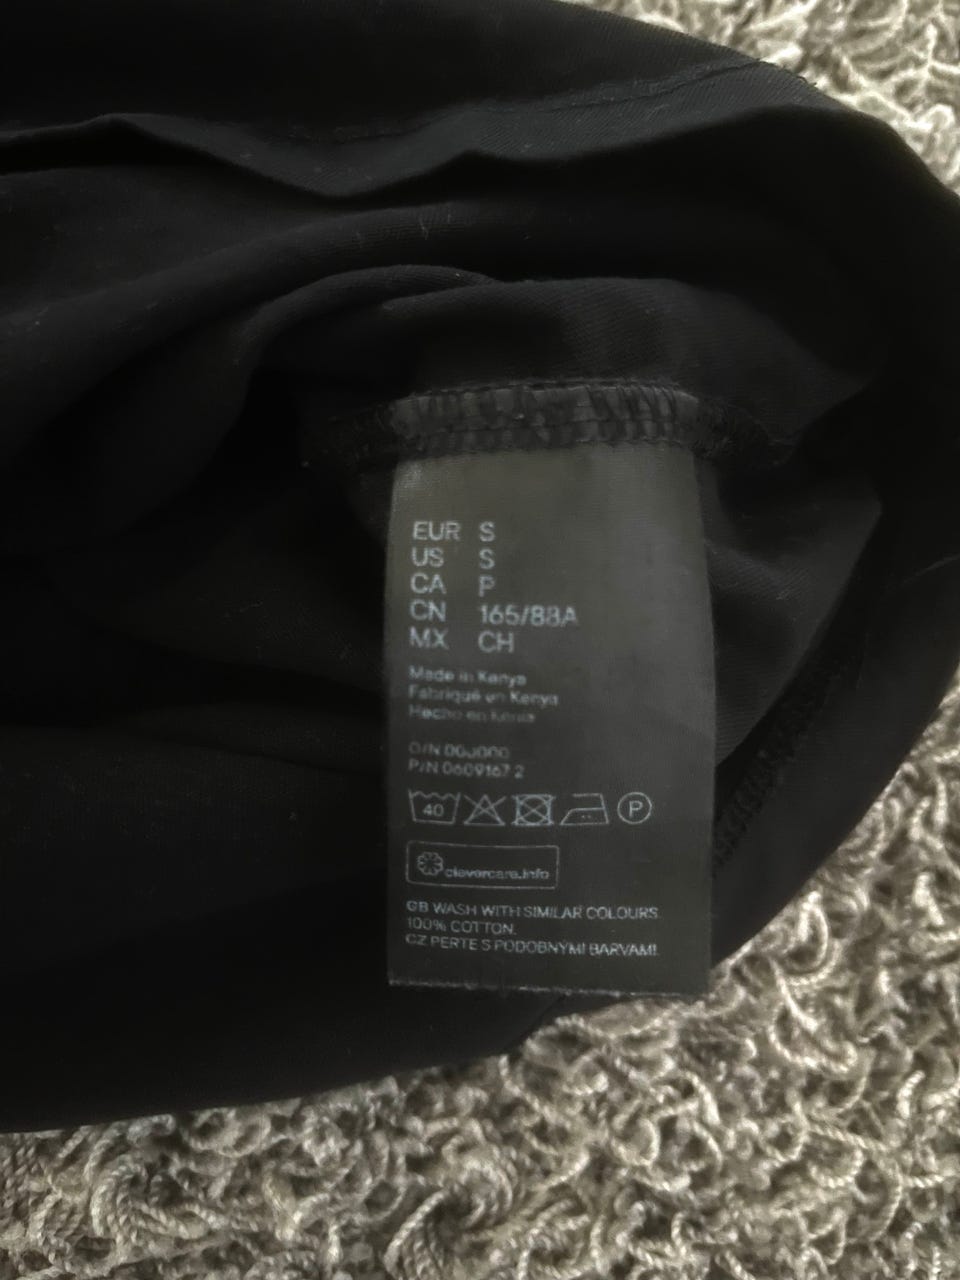 EUR S
US S
CA P
CN 165/88A
MX CH
Made in Kenya
Fabriqué en Kenya
Hecho en Kenia
O/N
P/N 0609167 2
40
P
clevercare.info
GB WASH WITH SIMILAR COLOURS.
100% COTTON.
CZ PERTE S PODOBNÝMI BARVAMI.